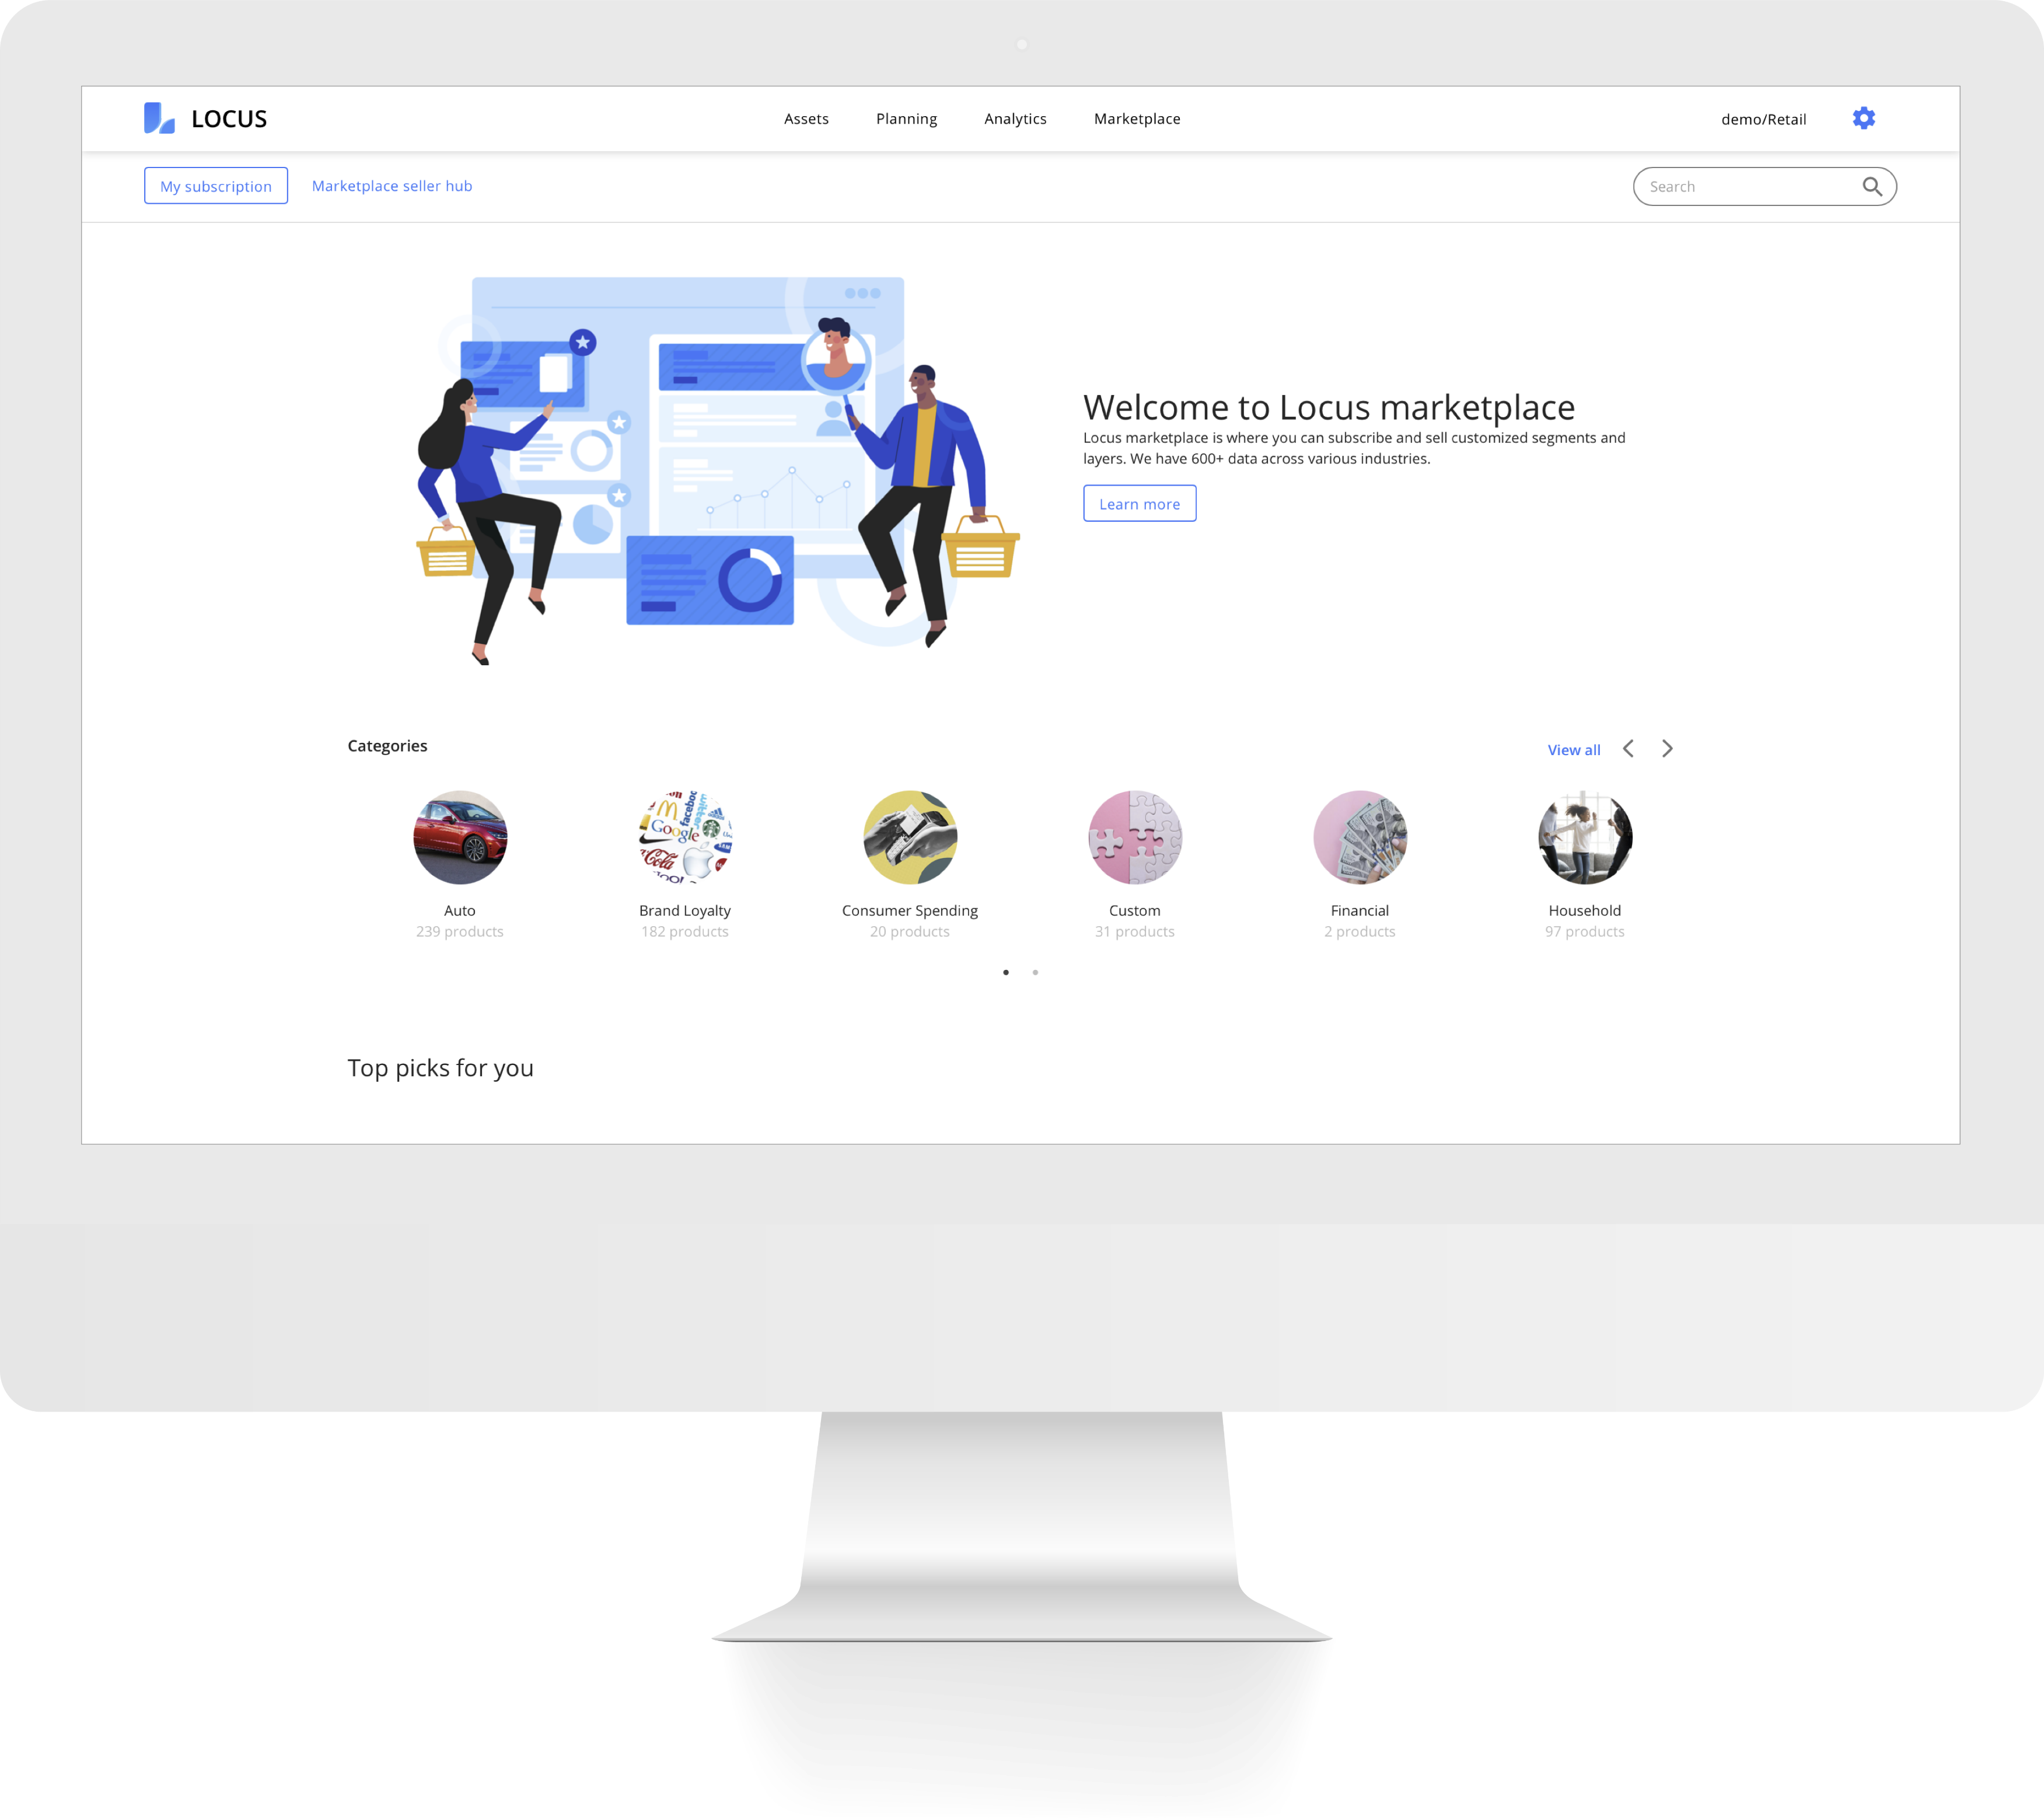 LOCUS
Assets
Planning
Analytics
Marketplace
demo/Retail
My subscription
Marketplace seller hub
Search
Welcome to Locus marketplace
Locus marketplace is where you can subscribe and sell customized segments and
layers. We have 600+ data across various industries.
Learn more
Categories
View all
facebook
Google
Auto
239 products
Brand Loyalty
182 products
Consumer Spending
20 products
Custom
31 products
Financial
2 products
Household
97 products
Top picks for you